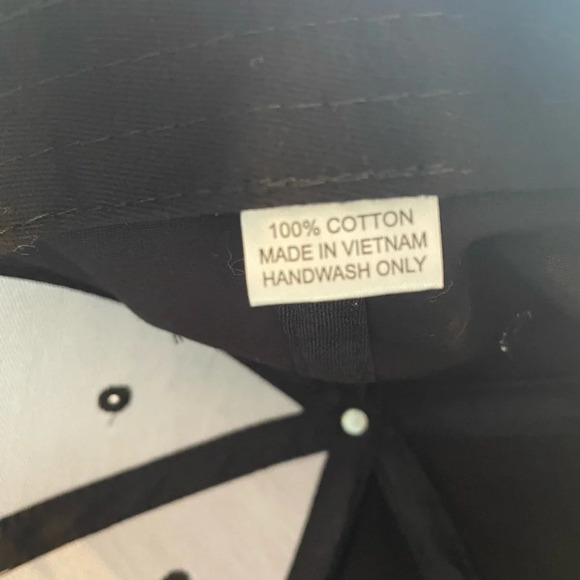 100% COTTON
MADE IN VIETNAM
HANDWASH ONLY